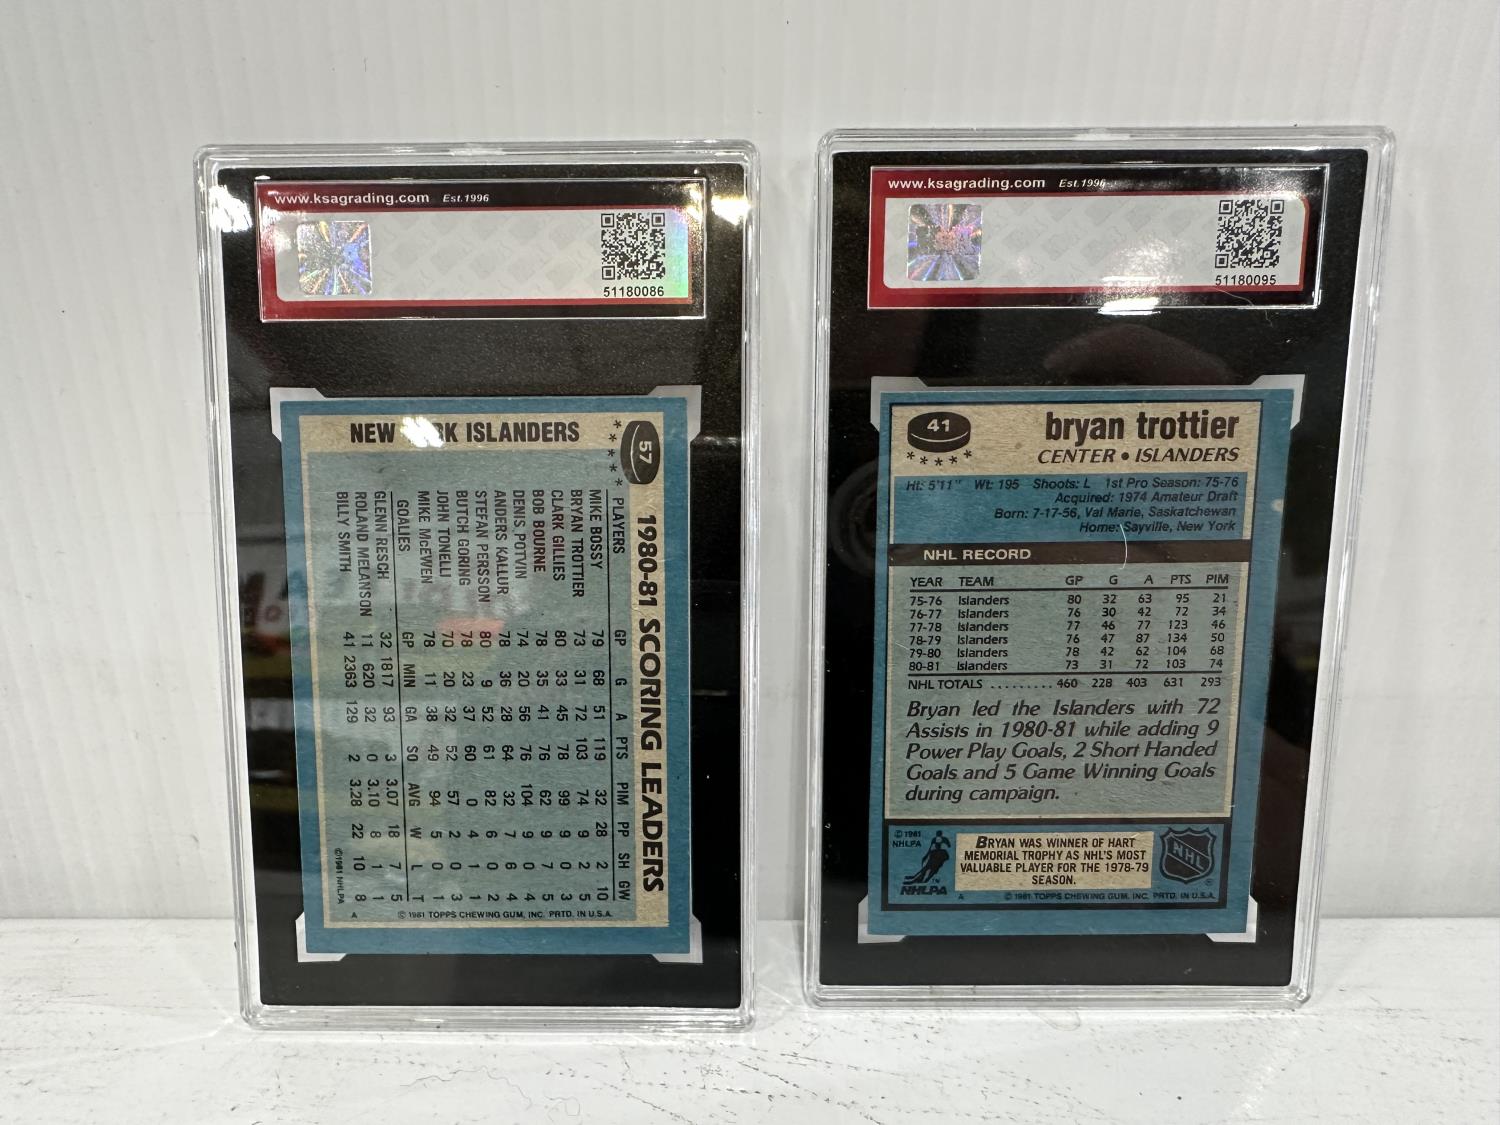 www.ksagrading.com Est.1996
51180086
57
NEW K ISLANDERS
1980-81 SCORING LEADERS
PLAYERS GP G A PTS PIM PP SH GW
MIKE BOSSY 79 68 51 119 32 28 2 10
BRYAN TROTTIER 73 31 72 103 74 9 2 5
CLARK GILLIES 80 33 45 78 99 9 0 3
BOB BOURNE 78 35 41 76 62 9 7 5
DENIS POTVIN 74 20 56 76 104 9 0 4
ANDERS KALLUR 78 36 28 64 32 7 6 4
STEFAN PERSSON 80 9 52 61 82 6 0 2
BUTCH GORING 78 23 37 60 0 4 1 1
JOHN TONELLI 70 20 32 52 57 2 0 3
MIKE McEWEN 78 11 38 49 94 5 0 1
GOALIES GP MIN GA SO AVG W L T
GLENN RESCH 32 1817 93 3 3.07 18 7 5
ROLAND MELANSON 11 620 32 0 3.10 8 1 1
BILLY SMITH 41 2363 129 2 3.28 22 10 8
©1981 NHLPA A
© 1981 TOPPS CHEWING GUM, INC. PRTD. IN U.S.A.
www.ksagrading.com Est.1996
51180095
41
bryan trottier
CENTER • ISLANDERS
Ht: 5'11" Wt: 195 Shoots: L 1st Pro Season: 75-76
Acquired: 1974 Amateur Draft
Born: 7-17-56, Val Marie, Saskatchewan
Home: Sayville, New York
NHL RECORD
YEAR TEAM GP G A PTS PIM
75-76 Islanders 80 32 63 95 21
76-77 Islanders 76 30 42 72 34
77-78 Islanders 77 46 77 123 46
78-79 Islanders 76 47 87 134 50
79-80 Islanders 78 42 62 104 68
80-81 Islanders 73 31 72 103 74
NHL TOTALS ......... 460 228 403 631 293
Bryan led the Islanders with 72
Assists in 1980-81 while adding 9
Power Play Goals, 2 Short Handed
Goals and 5 Game Winning Goals
during campaign.
©1981
NHLPA
NHLPA
BRYAN WAS WINNER OF HART
MEMORIAL TROPHY AS NHL'S MOST
VALUABLE PLAYER FOR THE 1978-79
SEASON.
NHL
A © 1981 TOPPS CHEWING GUM, INC. PRTD. IN U.S.A.